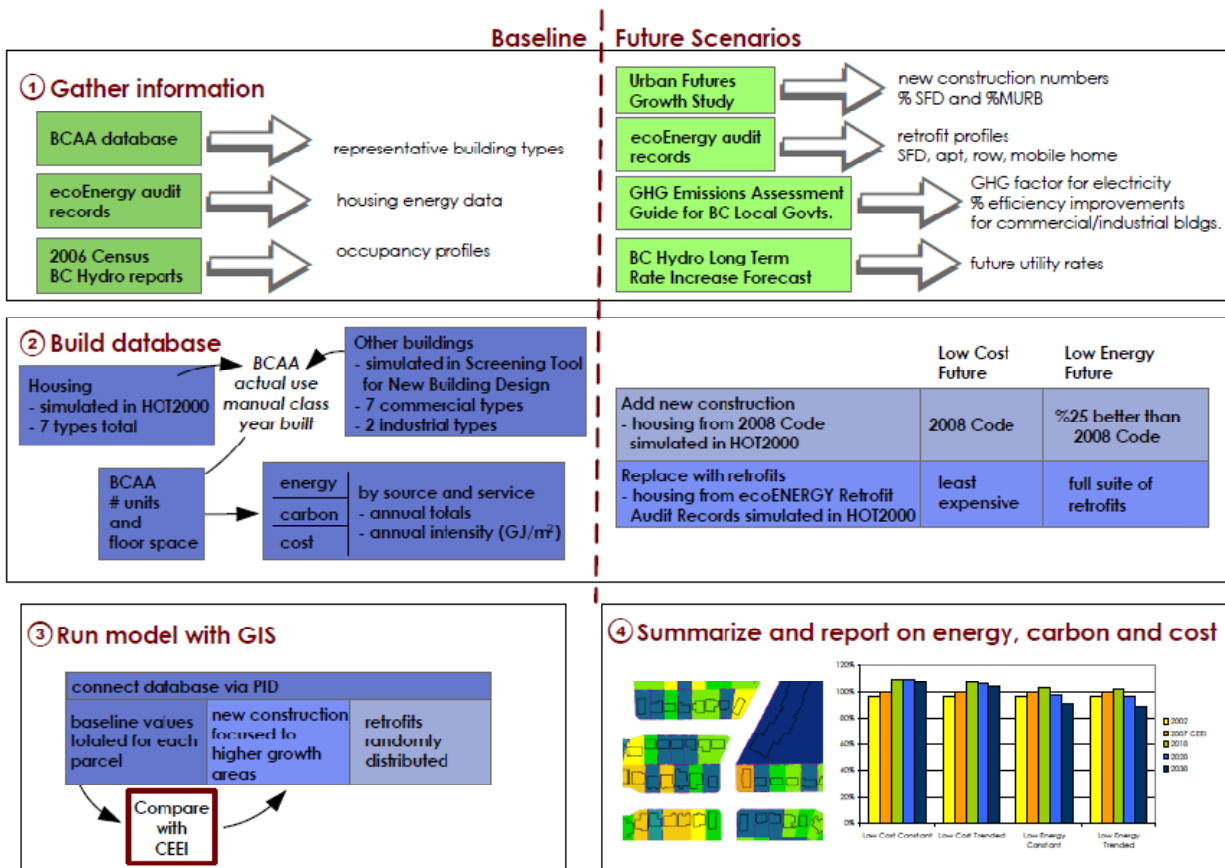 Baseline
Future Scenarios
1 Gather information
BCAA database
representative building types
ecoEnergy audit
records
housing energy data
2006 Census
BC Hydro reports
occupancy profiles
Urban Futures
Growth Study
new construction numbers
% SFD and %MURB
ecoEnergy audit
records
retrofit profiles
SFD, apt, row, mobile home
GHG Emissions Assessment
Guide for BC Local Govts.
GHG factor for electricity
% efficiency improvements
for commercial/industrial bldgs.
BC Hydro Long Term
Rate Increase Forecast
future utility rates
2 Build database
Housing
- simulated in HOT2000
- 7 types total
BCAA
actual use
manual class
year built
Other buildings
- simulated in Screening Tool
for New Building Design
- 7 commercial types
- 2 industrial types
BCAA
# units
and
floor space
energy
carbon
cost
by source and service
- annual totals
- annual intensity (GJ/m²)
Low Cost
Future
Low Energy
Future
Add new construction
- housing from 2008 Code
simulated in HOT2000
2008 Code
%25 better than
2008 Code
Replace with retrofits
- housing from ecoENERGY Retrofit
Audit Records simulated in HOT2000
least
expensive
full suite of
retrofits
3 Run model with GIS
connect database via PID
baseline values
totaled for each
parcel
new construction
focused to
higher growth
areas
retrofits
randomly
distributed
Compare
with
CEEI
4 Summarize and report on energy, carbon and cost
120%
100%
80%
60%
40%
20%
0%
Low Cost Constant
Low Cost Trended
Low Energy
Constant
Low Energy
Trended
2002
2007 CEEI
2010
2020
2030